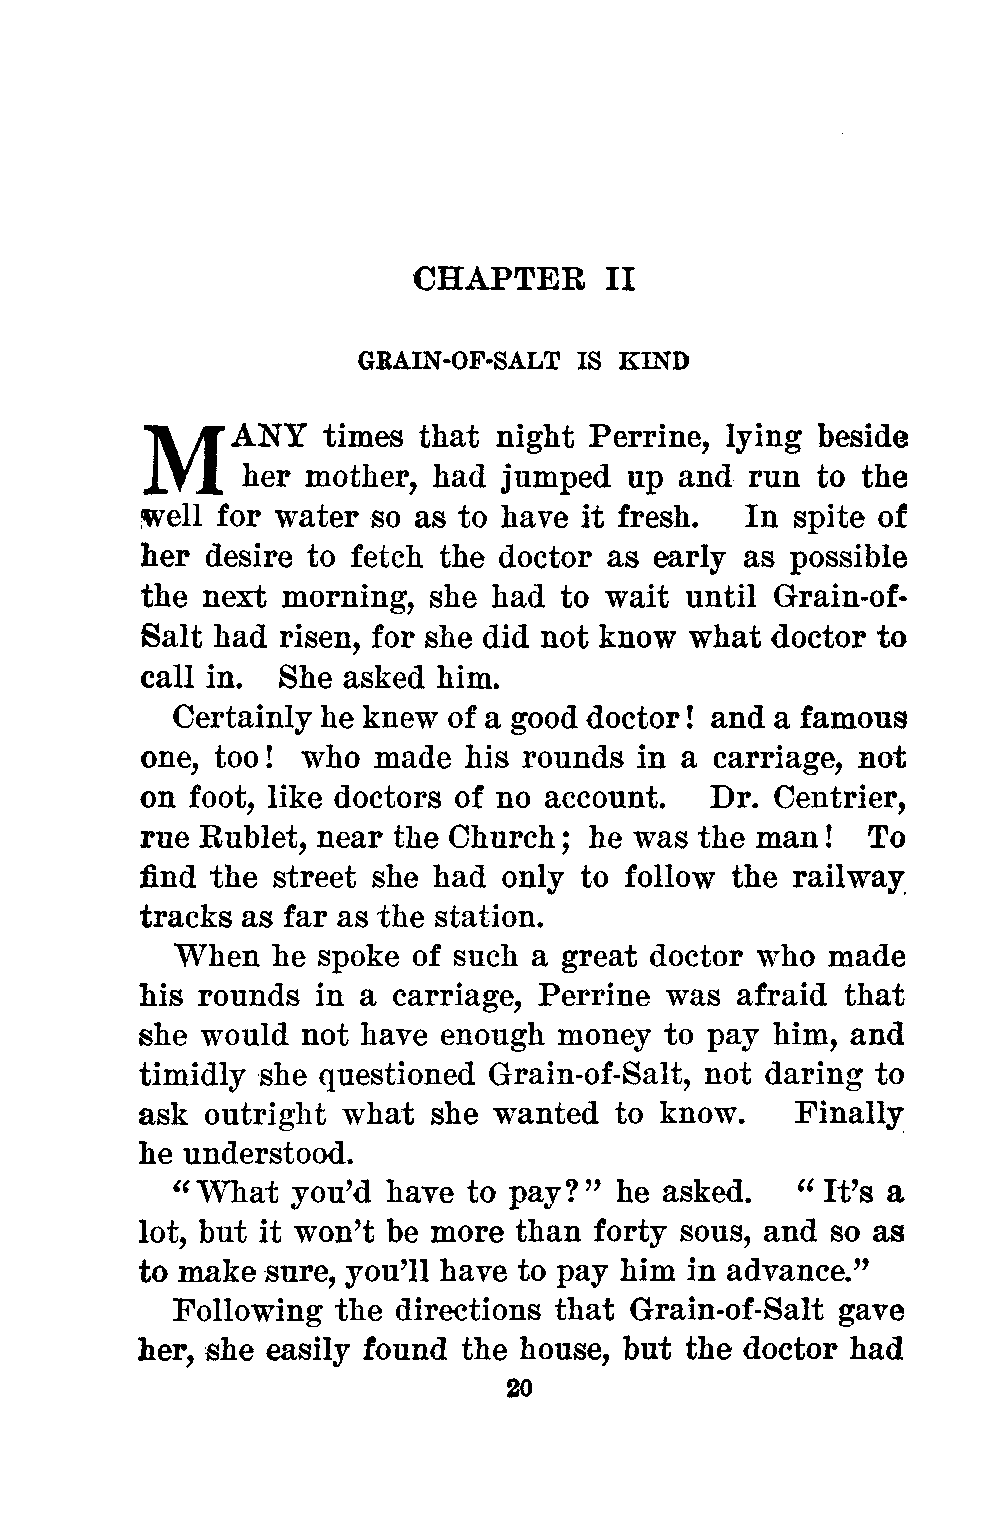 CHAPTER II
GRAIN-OF-SALT IS KIND
MANY times that night Perrine, lying beside
her mother, had jumped up and run to the
well for water so as to have it fresh. In spite of
her desire to fetch the doctor as early as possible
the next morning, she had to wait until Grain-of-
Salt had risen, for she did not know what doctor to
call in. She asked him.
Certainly he knew of a good doctor! and a famous
one, too! who made his rounds in a carriage, not
on foot, like doctors of no account. Dr. Centrier,
rue Rublet, near the Church; he was the man! To
find the street she had only to follow the railway
tracks as far as the station.
When he spoke of such a great doctor who made
his rounds in a carriage, Perrine was afraid that
she would not have enough money to pay him, and
timidly she questioned Grain-of-Salt, not daring to
ask outright what she wanted to know. Finally
he understood.
"What you'd have to pay?" he asked. "It's a
lot, but it won't be more than forty sous, and so as
to make sure, you'll have to pay him in advance."
Following the directions that Grain-of-Salt gave
her, she easily found the house, but the doctor had
20